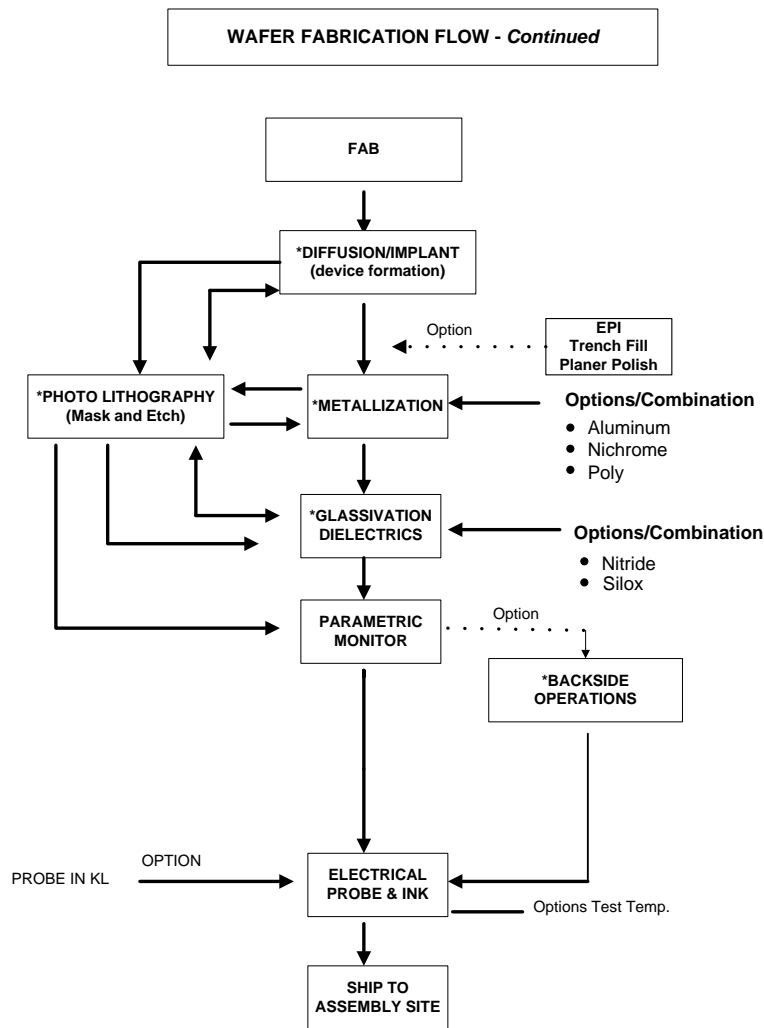 WAFER FABRICATION FLOW - Continued
FAB
*DIFFUSION/IMPLANT
(device formation)
Option
EPI
Trench Fill
Planer Polish
*PHOTO LITHOGRAPHY
(Mask and Etch)
*METALLIZATION
Options/Combination
• Aluminum
• Nichrome
• Poly
*GLASSIVATION
DIELECTRICS
Options/Combination
• Nitride
• Silox
PARAMETRIC
MONITOR
Option
*BACKSIDE
OPERATIONS
PROBE IN KL
OPTION
ELECTRICAL
PROBE & INK
Options Test Temp.
SHIP TO
ASSEMBLY SITE